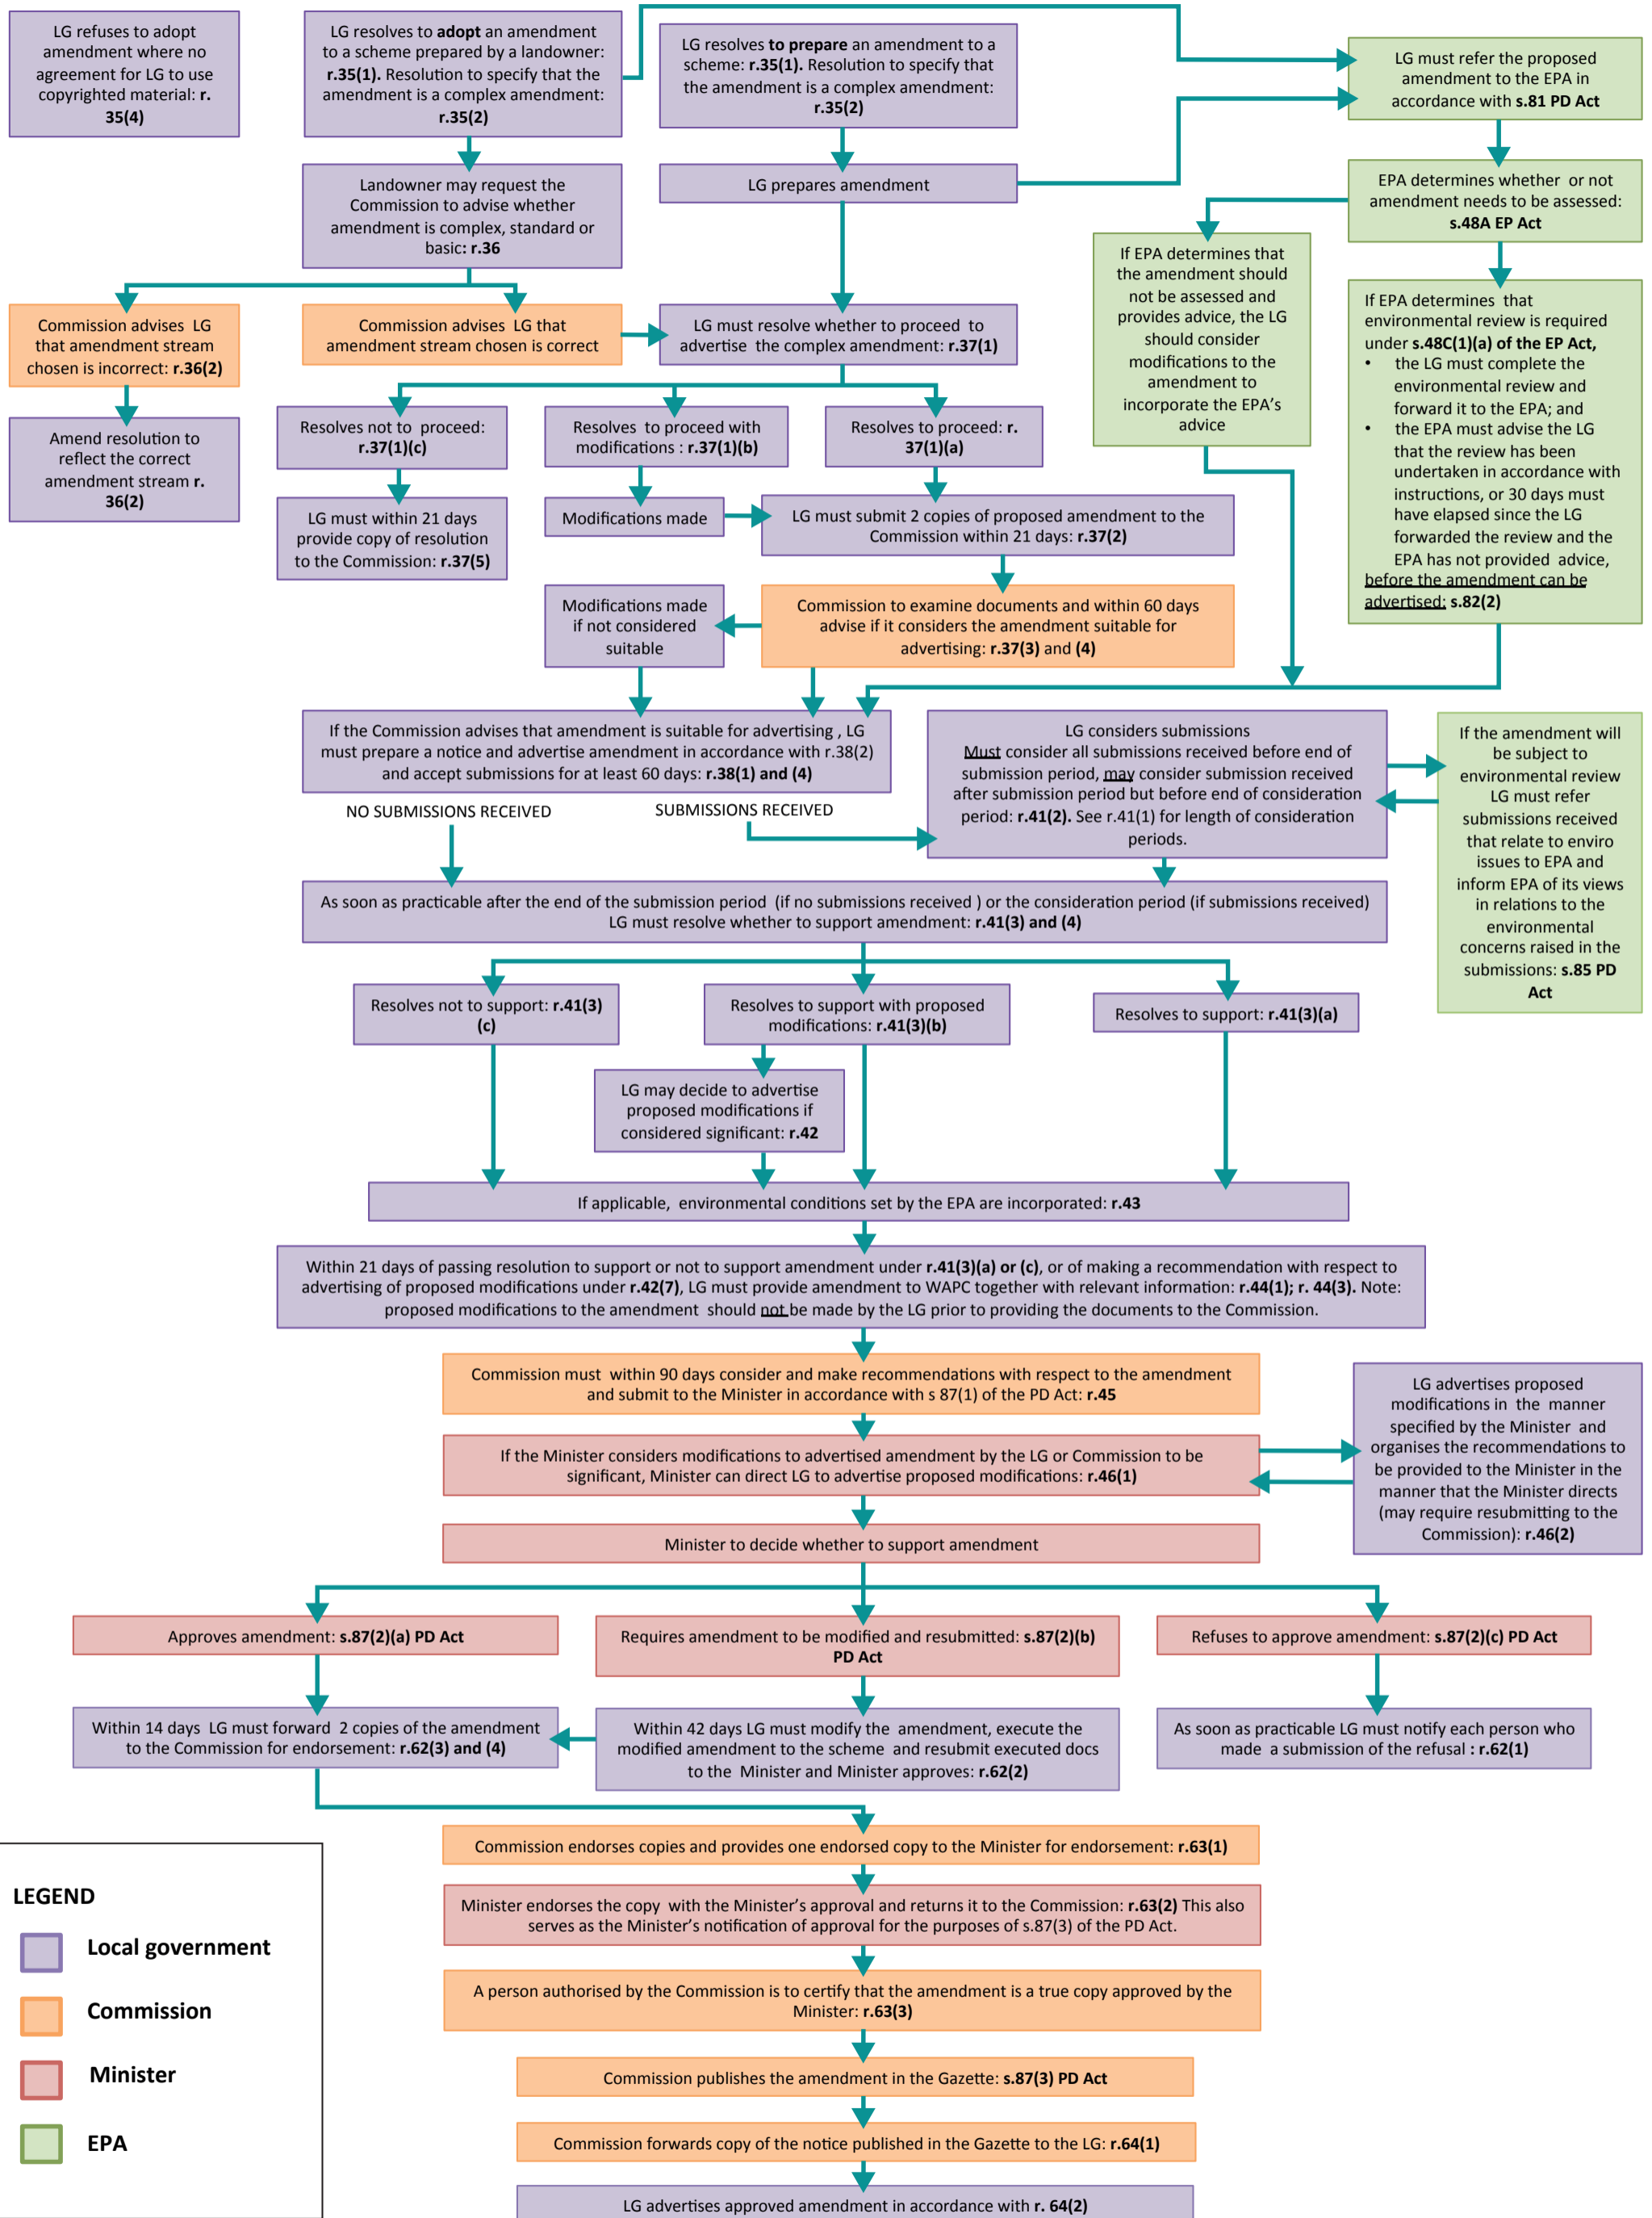 LG refuses to adopt
amendment where no
agreement for LG to use
copyrighted material: r.
35(4)
LG resolves to adopt an amendment
to a scheme prepared by a landowner:
r.35(1). Resolution to specify that the
amendment is a complex amendment:
r.35(2)
LG resolves to prepare an amendment to a
scheme: r.35(1). Resolution to specify that
the amendment is a complex amendment:
r.35(2)
LG must refer the proposed
amendment to the EPA in
accordance with s.81 PD Act
Landowner may request the
Commission to advise whether
amendment is complex, standard or
basic: r.36
LG prepares amendment
EPA determines whether or not
amendment needs to be assessed:
s.48A EP Act
If EPA determines that
the amendment should
not be assessed and
provides advice, the LG
should consider
modifications to the
amendment to
incorporate the EPA's
advice
If EPA determines that
environmental review is required
under s.48C(1)(a) of the EP Act,
• the LG must complete the
environmental review and
forward it to the EPA; and
• the EPA must advise the LG
that the review has been
undertaken in accordance with
instructions, or 30 days must
have elapsed since the LG
forwarded the review and the
EPA has not provided advice,
before the amendment can be
advertised: s.82(2)
Commission advises LG
that amendment stream
chosen is incorrect: r.36(2)
Commission advises LG that
amendment stream chosen is correct
LG must resolve whether to proceed to
advertise the complex amendment: r.37(1)
Amend resolution to
reflect the correct
amendment stream r.
36(2)
Resolves not to proceed:
r.37(1)(c)
Resolves to proceed with
modifications : r.37(1)(b)
Resolves to proceed: r.
37(1)(a)
LG must within 21 days
provide copy of resolution
to the Commission: r.37(5)
Modifications made
LG must submit 2 copies of proposed amendment to the
Commission within 21 days: r.37(2)
Modifications made
if not considered
suitable
Commission to examine documents and within 60 days
advise if it considers the amendment suitable for
advertising: r.37(3) and (4)
If the Commission advises that amendment is suitable for advertising , LG
must prepare a notice and advertise amendment in accordance with r.38(2)
and accept submissions for at least 60 days: r.38(1) and (4)
LG considers submissions
Must consider all submissions received before end of
submission period, may consider submission received
after submission period but before end of consideration
period: r.41(2). See r.41(1) for length of consideration
periods.
If the amendment will
be subject to
environmental review
LG must refer
submissions received
that relate to enviro
issues to EPA and
inform EPA of its views
in relations to the
environmental
concerns raised in the
submissions: s.85 PD
Act
NO SUBMISSIONS RECEIVED
SUBMISSIONS RECEIVED
As soon as practicable after the end of the submission period (if no submissions received ) or the consideration period (if submissions received)
LG must resolve whether to support amendment: r.41(3) and (4)
Resolves not to support: r.41(3)
(c)
Resolves to support with proposed
modifications: r.41(3)(b)
Resolves to support: r.41(3)(a)
LG may decide to advertise
proposed modifications if
considered significant: r.42
If applicable, environmental conditions set by the EPA are incorporated: r.43
Within 21 days of passing resolution to support or not to support amendment under r.41(3)(a) or (c), or of making a recommendation with respect to
advertising of proposed modifications under r.42(7), LG must provide amendment to WAPC together with relevant information: r.44(1); r. 44(3). Note:
proposed modifications to the amendment should not be made by the LG prior to providing the documents to the Commission.
Commission must within 90 days consider and make recommendations with respect to the amendment
and submit to the Minister in accordance with s 87(1) of the PD Act: r.45
If the Minister considers modifications to advertised amendment by the LG or Commission to be
significant, Minister can direct LG to advertise proposed modifications: r.46(1)
LG advertises proposed
modifications in the manner
specified by the Minister and
organises the recommendations to
be provided to the Minister in the
manner that the Minister directs
(may require resubmitting to the
Commission): r.46(2)
Minister to decide whether to support amendment
Approves amendment: s.87(2)(a) PD Act
Requires amendment to be modified and resubmitted: s.87(2)(b)
PD Act
Refuses to approve amendment: s.87(2)(c) PD Act
Within 14 days LG must forward 2 copies of the amendment
to the Commission for endorsement: r.62(3) and (4)
Within 42 days LG must modify the amendment, execute the
modified amendment to the scheme and resubmit executed docs
to the Minister and Minister approves: r.62(2)
As soon as practicable LG must notify each person who
made a submission of the refusal : r.62(1)
Commission endorses copies and provides one endorsed copy to the Minister for endorsement: r.63(1)
Minister endorses the copy with the Minister's approval and returns it to the Commission: r.63(2) This also
serves as the Minister's notification of approval for the purposes of s.87(3) of the PD Act.
A person authorised by the Commission is to certify that the amendment is a true copy approved by the
Minister: r.63(3)
Commission publishes the amendment in the Gazette: s.87(3) PD Act
Commission forwards copy of the notice published in the Gazette to the LG: r.64(1)
LG advertises approved amendment in accordance with r. 64(2)
LEGEND
Local government
Commission
Minister
EPA